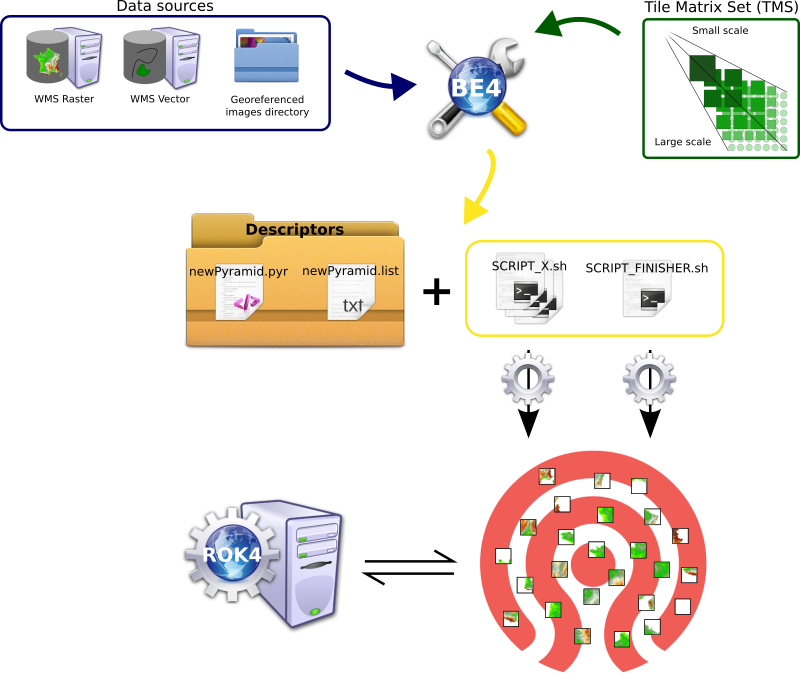 Data sources
Tile Matrix Set (TMS)
WMS Raster
WMS Vector
Georeferenced
images directory
BE4
Small scale
Large scale
Descriptors
newPyramid.pyr
newPyramid.list
</>
txt
+
SCRIPT_X.sh
SCRIPT_FINISHER.sh
>_
>_
ROK4